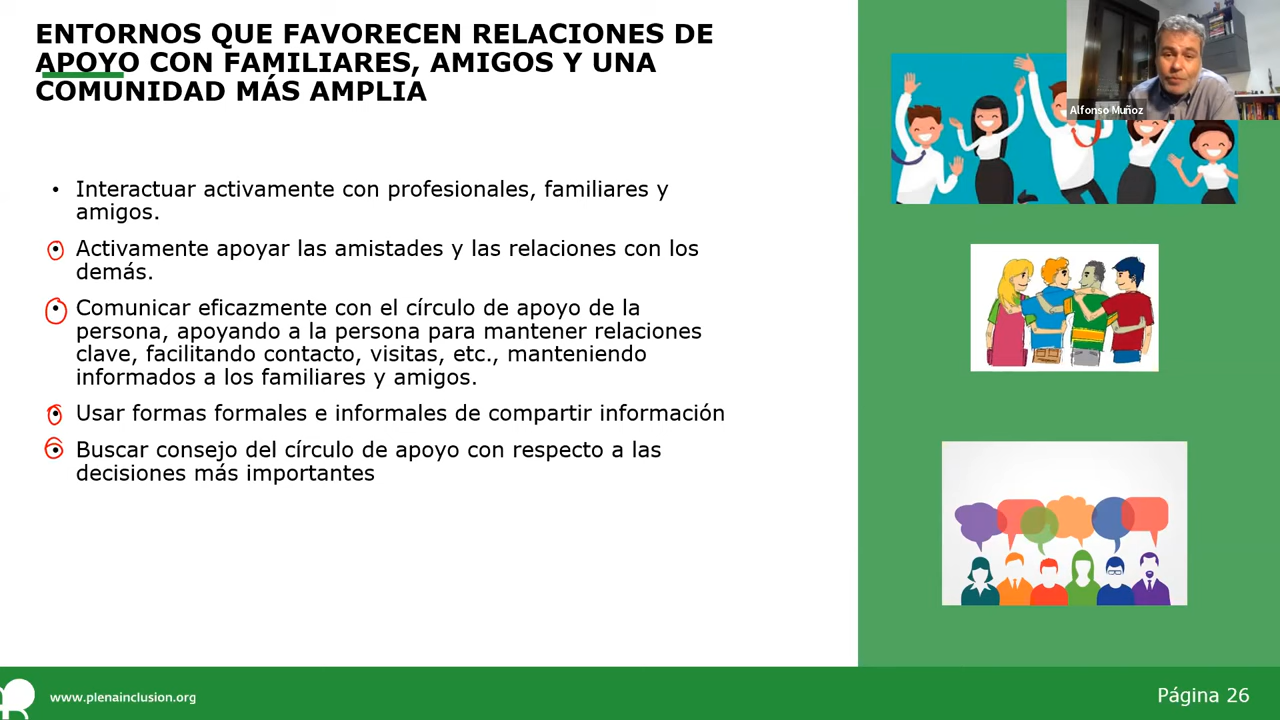 ENTORNOS QUE FAVORECEN RELACIONES DE
APOYO CON FAMILIARES, AMIGOS Y UNA
COMUNIDAD MÁS AMPLIA
Alfonso Muñoz
• Interactuar activamente con profesionales, familiares y
amigos.
• Activamente apoyar las amistades y las relaciones con los
demás.
• Comunicar eficazmente con el círculo de apoyo de la
persona, apoyando a la persona para mantener relaciones
clave, facilitando contacto, visitas, etc., manteniendo
informados a los familiares y amigos.
• Usar formas formales e informales de compartir información
• Buscar consejo del círculo de apoyo con respecto a las
decisiones más importantes
www.plenainclusion.org
Página 26